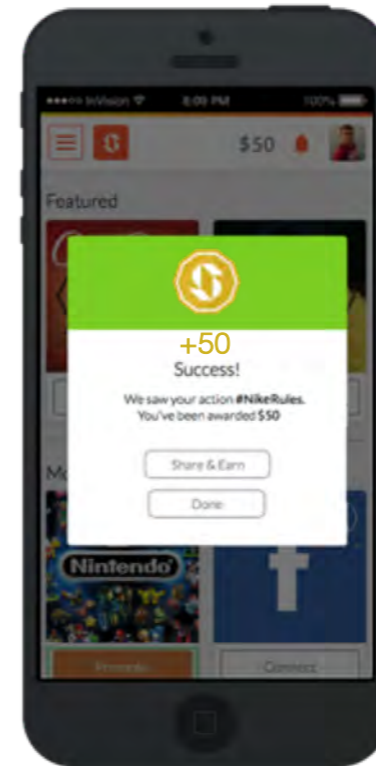 InVision 8:09 PM 100%
$50
Featured
+50
Success!
We saw your action #NikeRules.
You've been awarded $50
Share & Earn
Done
Nintendo
Connect